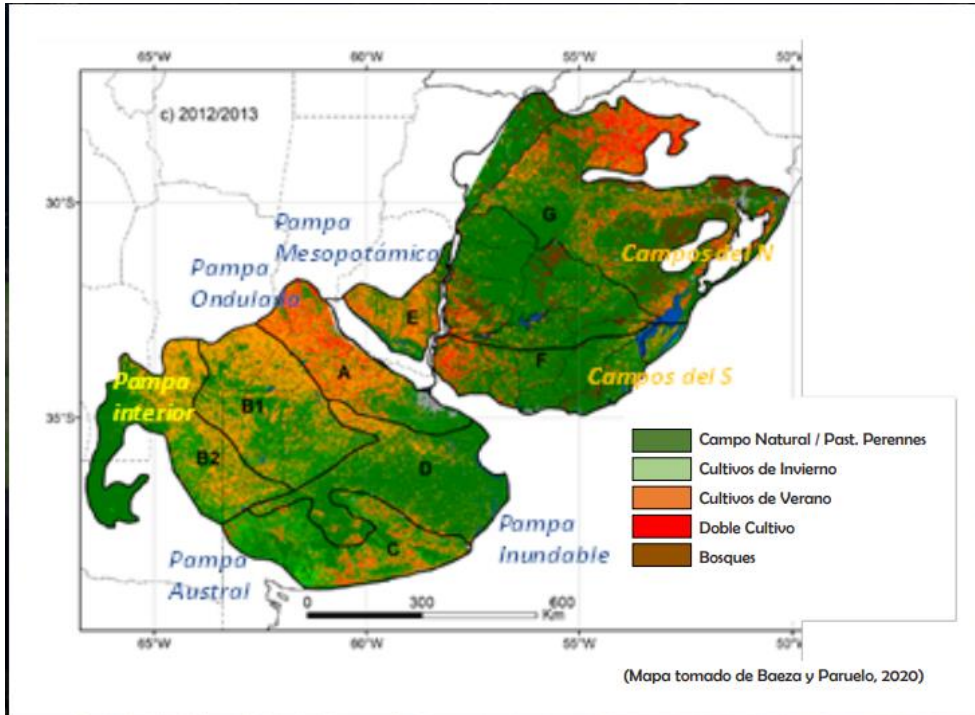 65°W
60°W
55°W
50°W
c) 2012/2013
30°S
35°S
Pampa
Mesopotámica
Pampa
Ondulada
Pampa
interior
Campos del N
Campos del S
G
E
F
A
B1
B2
D
C
Pampa
inundable
Pampa
Austral
0
300
600
Km
65°W
60°W
55°W
50°W
Campo Natural / Past. Perennes
Cultivos de Invierno
Cultivos de Verano
Doble Cultivo
Bosques
(Mapa tomado de Baeza y Paruelo, 2020)